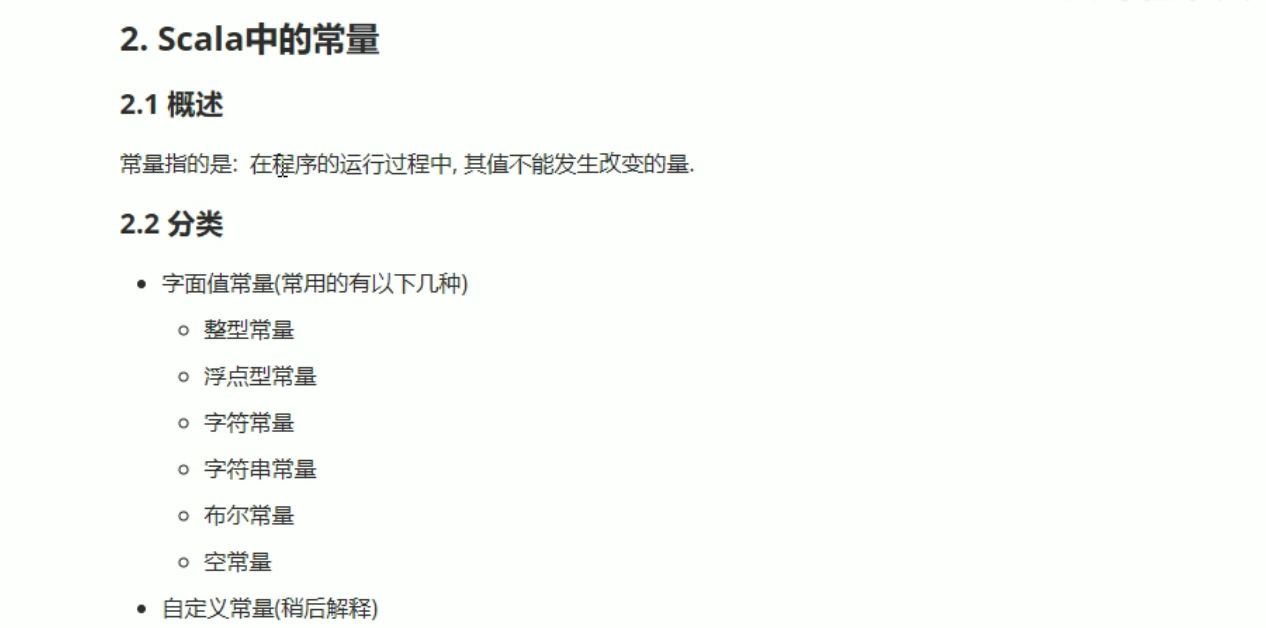 2. Scala中的常量
2.1 概述
常量指的是: 在程序的运行过程中, 其值不能发生改变的量.
2.2 分类
字面值常量(常用的有以下几种)
整型常量
浮点型常量
字符常量
字符串常量
布尔常量
空常量
自定义常量(稍后解释)